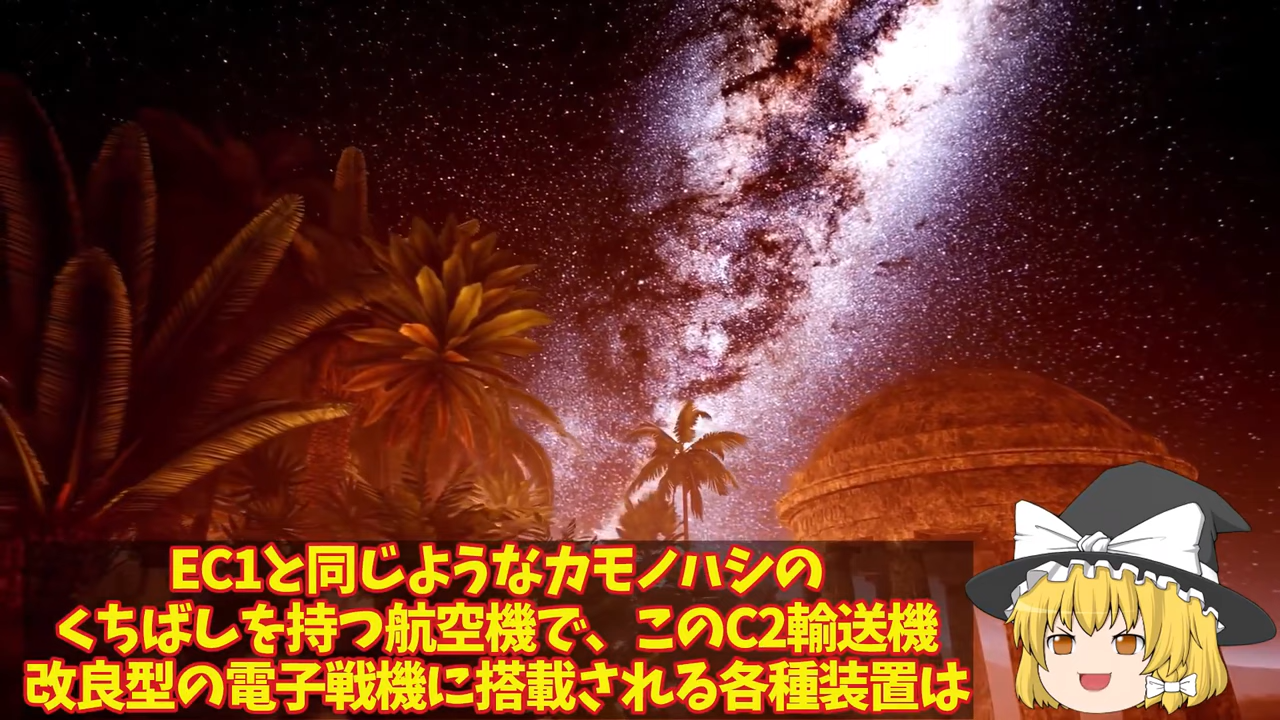 EC1と同じようなカモノハシの
くちばしを持つ航空機で、このC2輸送機
改良型の電子戦機に搭載される各種装置は